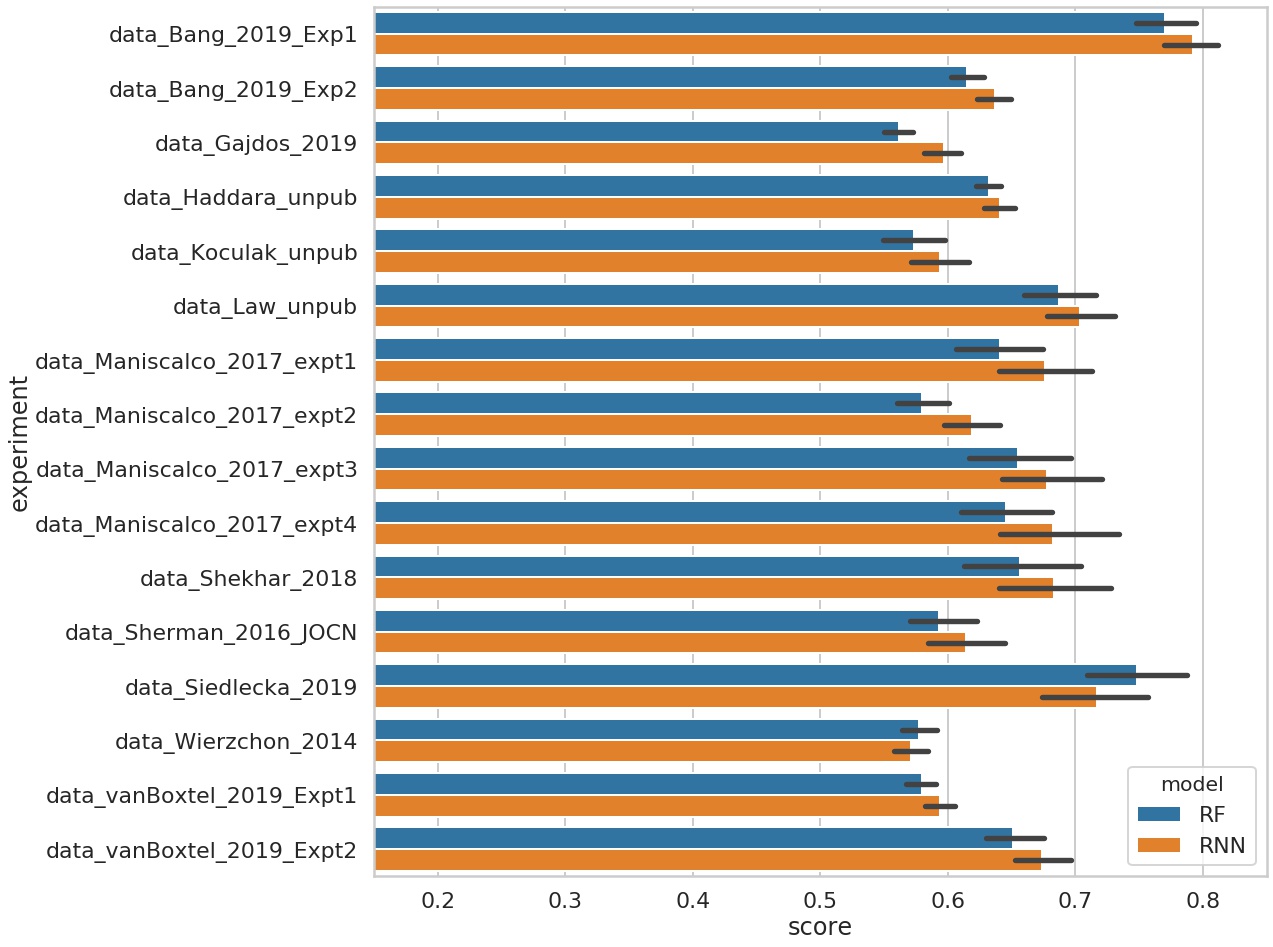 data_Bang_2019_Exp1
data_Bang_2019_Exp2
data_Gajdos_2019
data_Haddara_unpub
data_Koculak_unpub
data_Law_unpub
data_Maniscalco_2017_expt1
data_Maniscalco_2017_expt2
data_Maniscalco_2017_expt3
data_Maniscalco_2017_expt4
data_Shekhar_2018
data_Sherman_2016_JOCN
data_Siedlecka_2019
data_Wierzchon_2014
data_vanBoxtel_2019_Expt1
data_vanBoxtel_2019_Expt2
experiment
model
RF
RNN
0.2 0.3 0.4 0.5 0.6 0.7 0.8
score